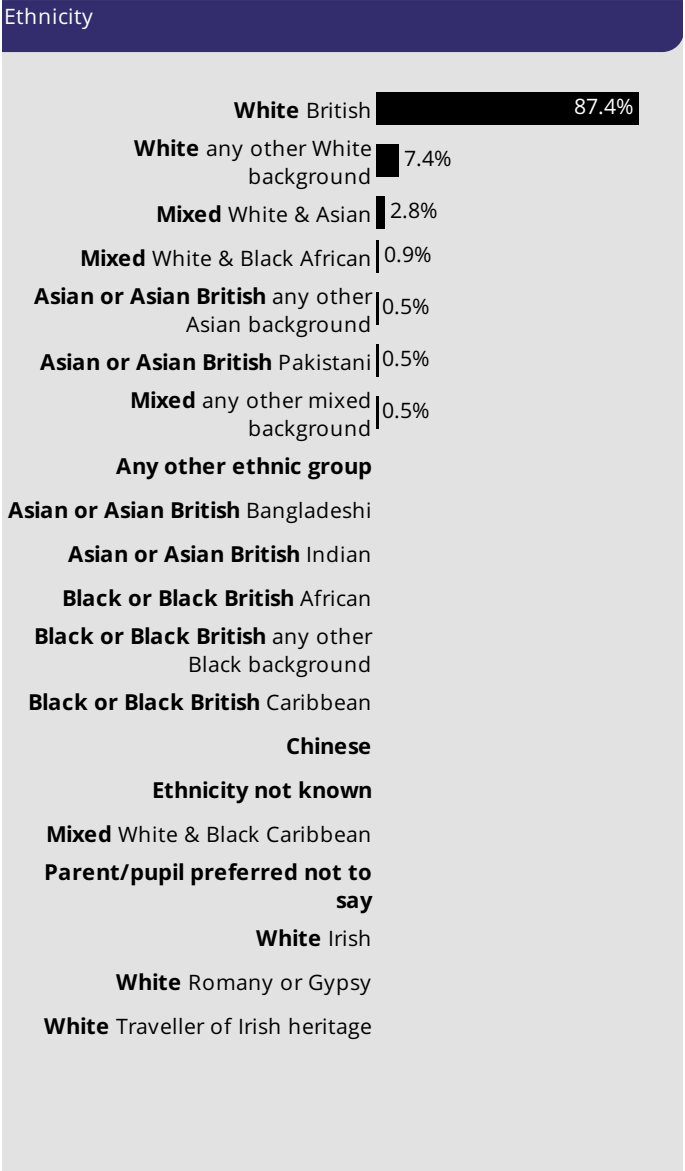 Ethnicity
White British 87.4%
White any other White
background 7.4%
Mixed White & Asian 2.8%
Mixed White & Black African 0.9%
Asian or Asian British any other
Asian background 0.5%
Asian or Asian British Pakistani 0.5%
Mixed any other mixed
background 0.5%
Any other ethnic group
Asian or Asian British Bangladeshi
Asian or Asian British Indian
Black or Black British African
Black or Black British any other
Black background
Black or Black British Caribbean
Chinese
Ethnicity not known
Mixed White & Black Caribbean
Parent/pupil preferred not to
say
White Irish
White Romany or Gypsy
White Traveller of Irish heritage